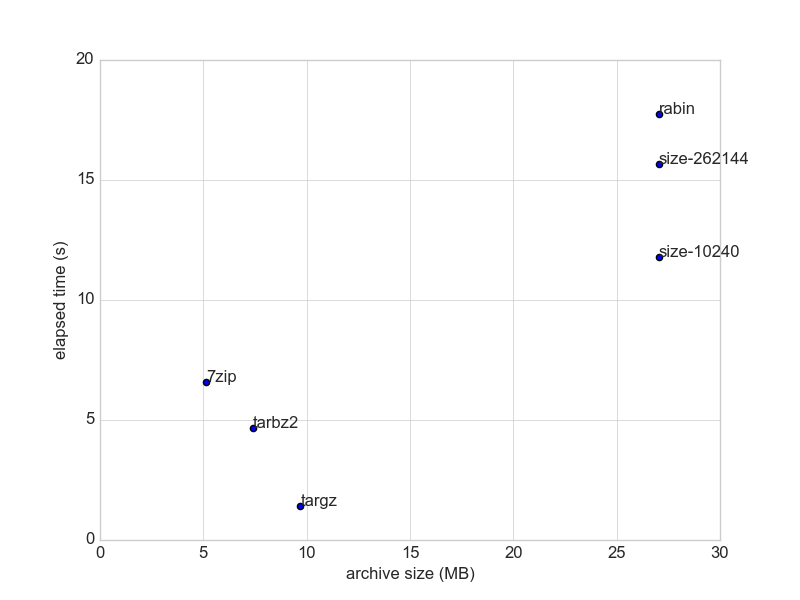 20
rabin
size-262144
15
size-10240
10
elapsed time (s)
7zip
5
tarbz2
targz
0
0 5 10 15 20 25 30
archive size (MB)